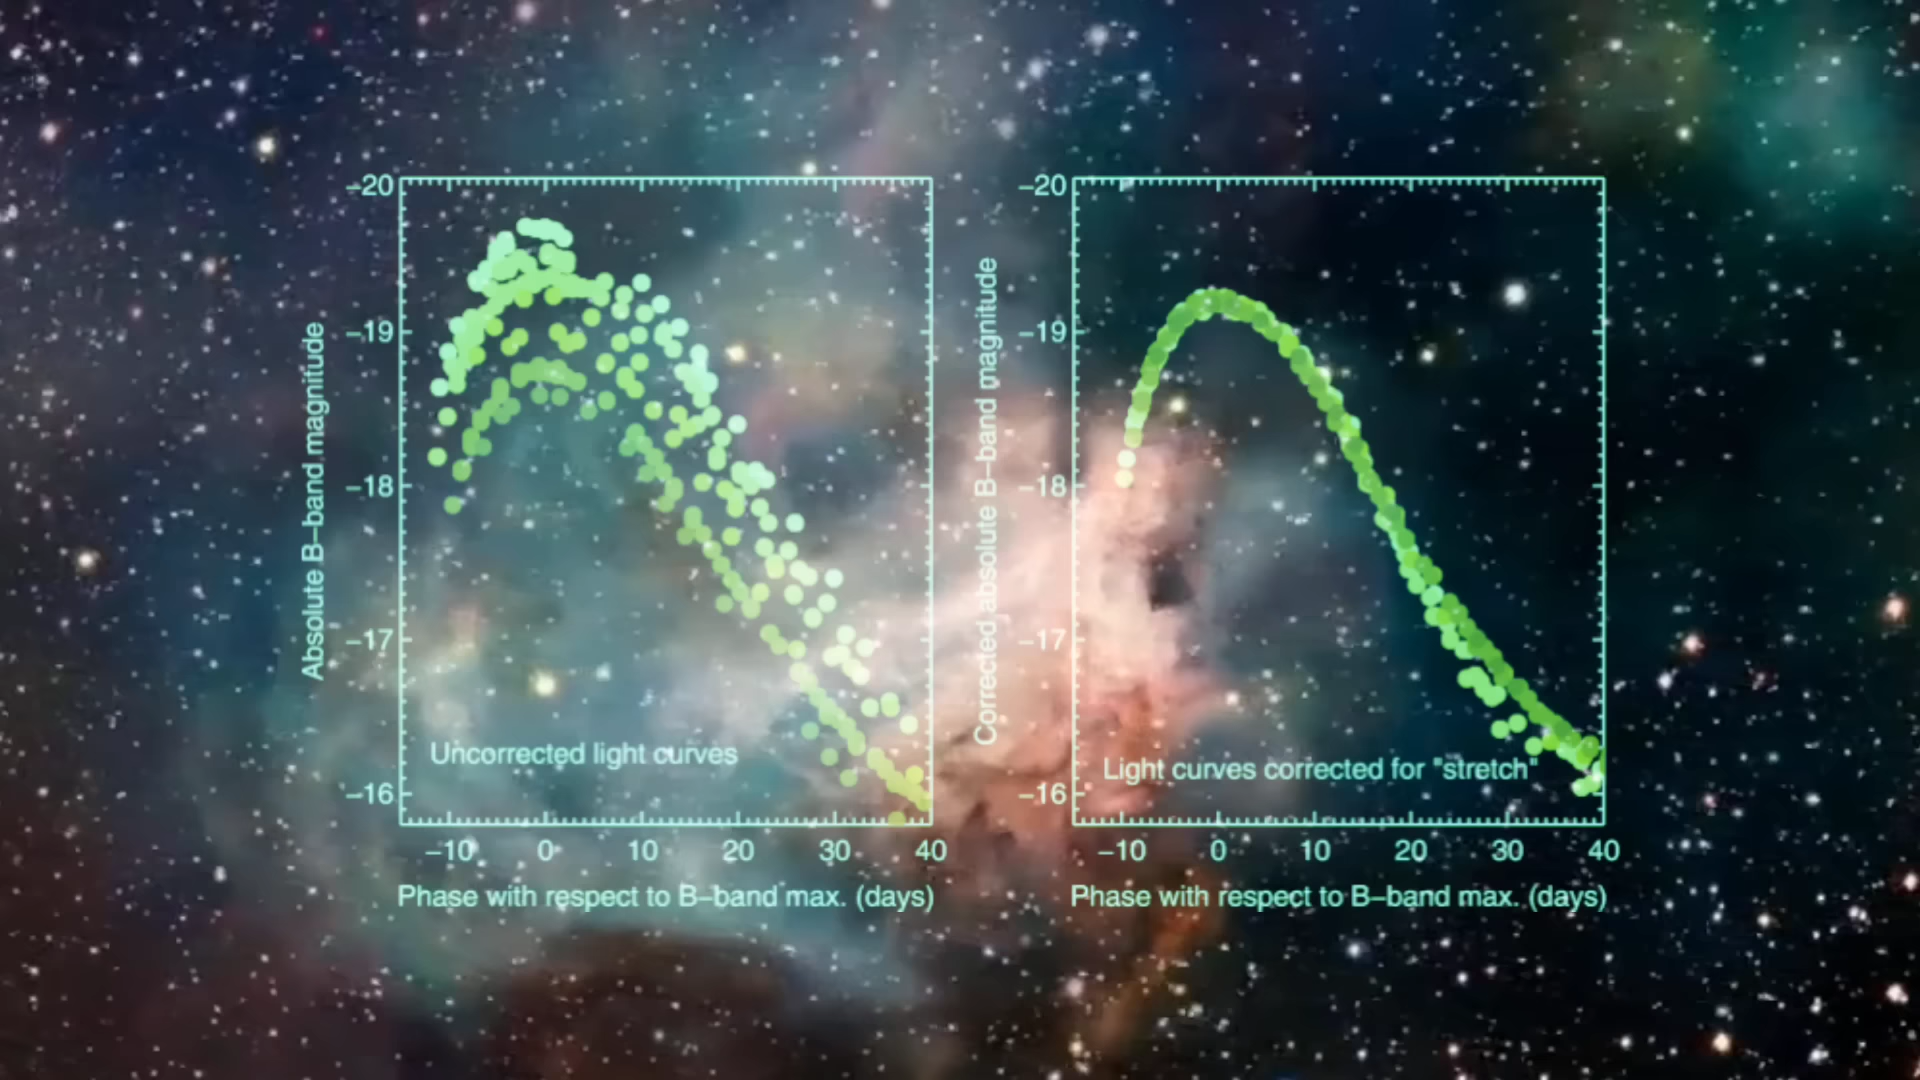 Absolute B–band magnitude
–20
–19
–18
–17
–16
Uncorrected light curves
–10 0 10 20 30 40
Phase with respect to B–band max. (days)
Corrected absolute B–band magnitude
–20
–19
–18
–17
–16
Light curves corrected for "stretch"
–10 0 10 20 30 40
Phase with respect to B–band max. (days)